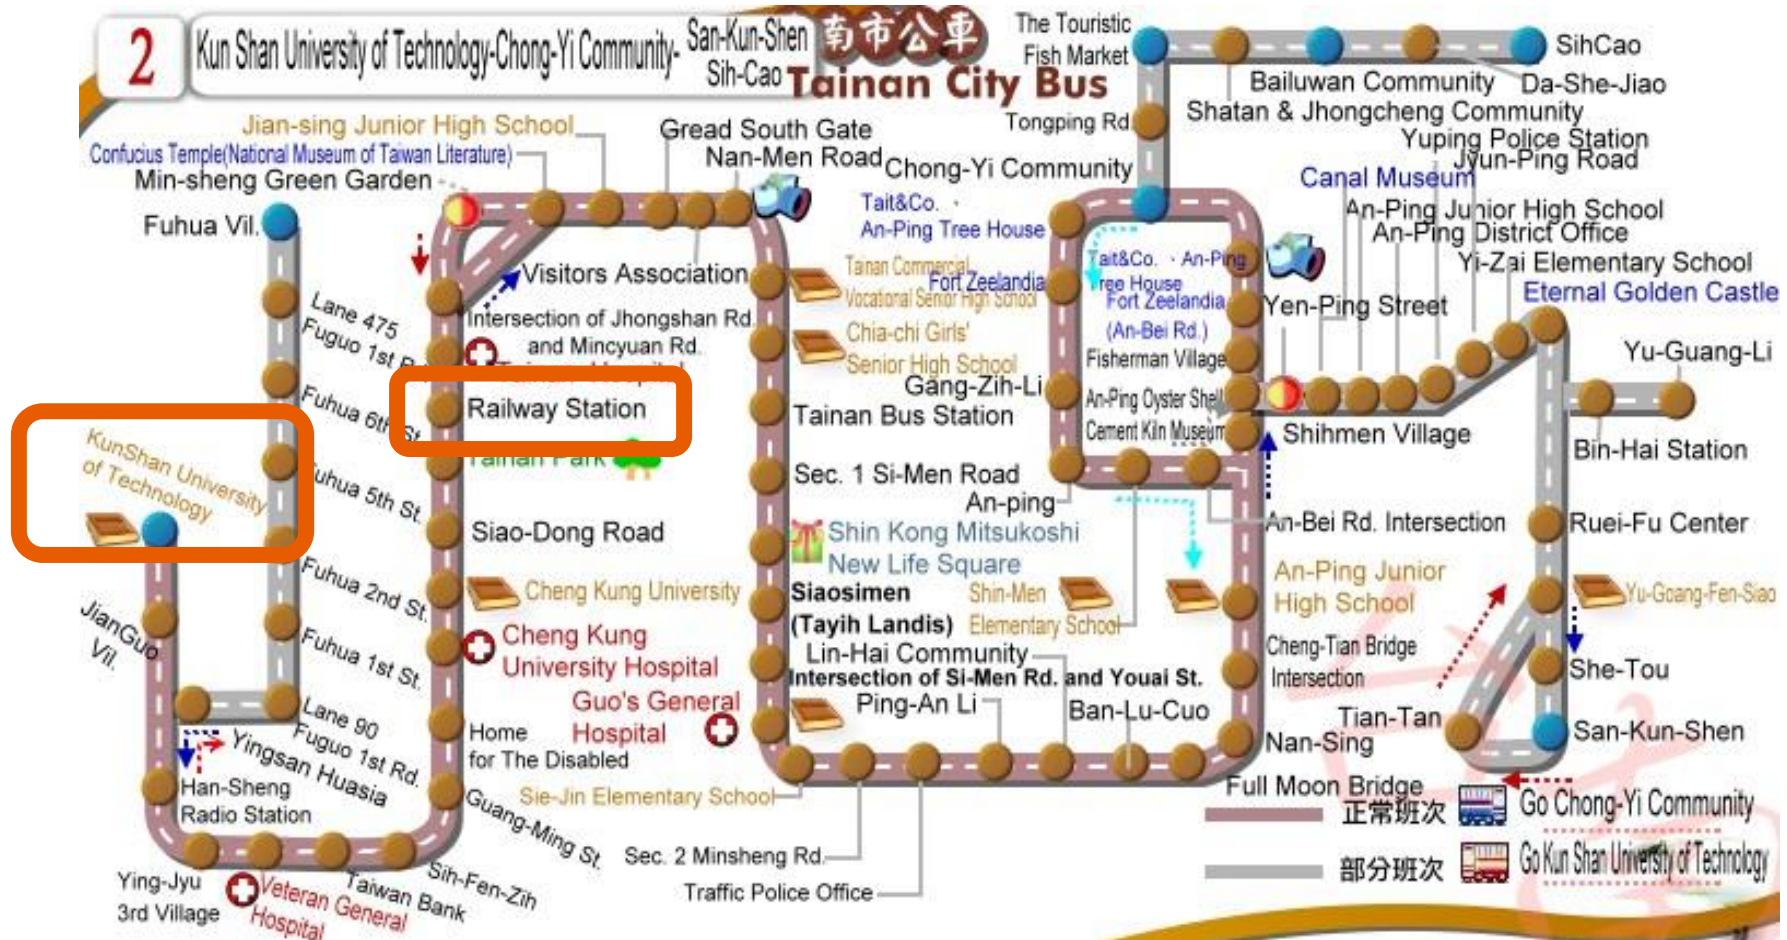 2
Kun Shan University of Technology-Chong-Yi Community-
San-Kun-Shen
Sih-Cao
南市公車
Tainan City Bus
The Touristic
Fish Market
SihCao
Bailuwan Community
Da-She-Jiao
Shatan & Jhongcheng Community
Tongping Rd.
Yuping Police Station
Jyun-Ping Road
Chong-Yi Community
Canal Museum
An-Ping Junior High School
An-Ping District Office
Yi-Zai Elementary School
Eternal Golden Castle
Jian-sing Junior High School
Confucius Temple(National Museum of Taiwan Literature)
Min-sheng Green Garden
Gread South Gate
Nan-Men Road
Fuhua Vil.
Visitors Association
Tait&Co.、
An-Ping Tree House
Tainan Commercial
Vocational Senior High School
Fort Zeelandia
Tait&Co.、An-Ping
Tree House
Fort Zeelandia
(An-Bei Rd.)
Yen-Ping Street
Lane 475
Fuguo 1st Rd.
Intersection of Jhongshan Rd.
and Mincyuan Rd.
Tainan Hospital
Chia-chi Girls'
Senior High School
Fisherman Village
Yu-Guang-Li
Gang-Zih-Li
An-Ping Oyster Shell
Cement Kiln Museum
Fuhua 6th St.
Railway Station
Tainan Bus Station
Shihmen Village
Bin-Hai Station
KunShan University
of Technology
Tainan Park
Fuhua 5th St.
Sec. 1 Si-Men Road
An-ping
Siao-Dong Road
Shin Kong Mitsukoshi
New Life Square
An-Bei Rd. Intersection
Ruei-Fu Center
Fuhua 2nd St.
Cheng Kung University
Siaosimen
(Tayih Landis)
Shin-Men
Elementary School
An-Ping Junior
High School
Yu-Goang-Fen-Siao
JianGuo
Vil.
Fuhua 1st St.
Cheng Kung
University Hospital
Lin-Hai Community
Intersection of Si-Men Rd. and Youai St.
Cheng-Tian Bridge
Intersection
She-Tou
Guo's General
Hospital
Ping-An Li
Ban-Lu-Cuo
Tian-Tan
San-Kun-Shen
Lane 90
Fuguo 1st Rd.
Yingsan Huasia
Home
for The Disabled
Nan-Sing
Han-Sheng
Radio Station
Guang-Ming St.
Sie-Jin Elementary School
Full Moon Bridge
正常班次
Go Chong-Yi Community
Sec. 2 Minsheng Rd.
部分班次
Go Kun Shan University of Technology
Ying-Jyu
3rd Village
Veteran General
Hospital
Taiwan Bank
Sih-Fen-Zih
Traffic Police Office